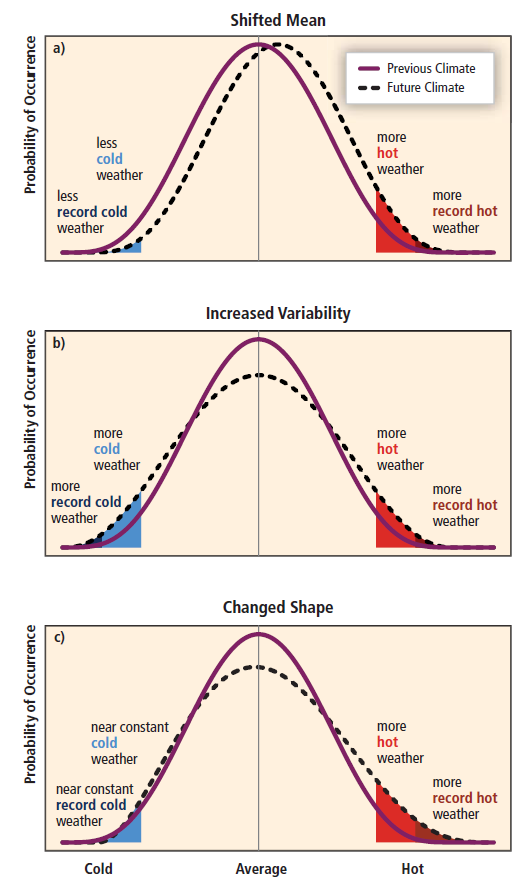 Shifted Mean
a)
Probability of Occurrence
Previous Climate
Future Climate
less
cold
weather
less
record cold
weather
more
hot
weather
more
record hot
weather
Increased Variability
b)
Probability of Occurrence
more
cold
weather
more
record cold
weather
more
hot
weather
more
record hot
weather
Changed Shape
c)
Probability of Occurrence
near constant
cold
weather
near constant
record cold
weather
more
hot
weather
more
record hot
weather
Cold
Average
Hot